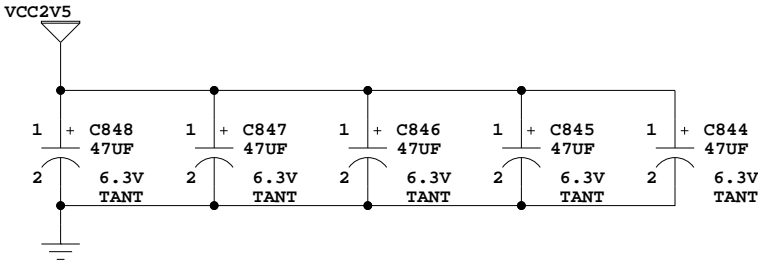 VCC2V5
1 + C848 1 + C847 1 + C846 1 + C845 1 + C844
47UF 47UF 47UF 47UF 47UF
2 6.3V 2 6.3V 2 6.3V 2 6.3V 2 6.3V
TANT TANT TANT TANT TANT